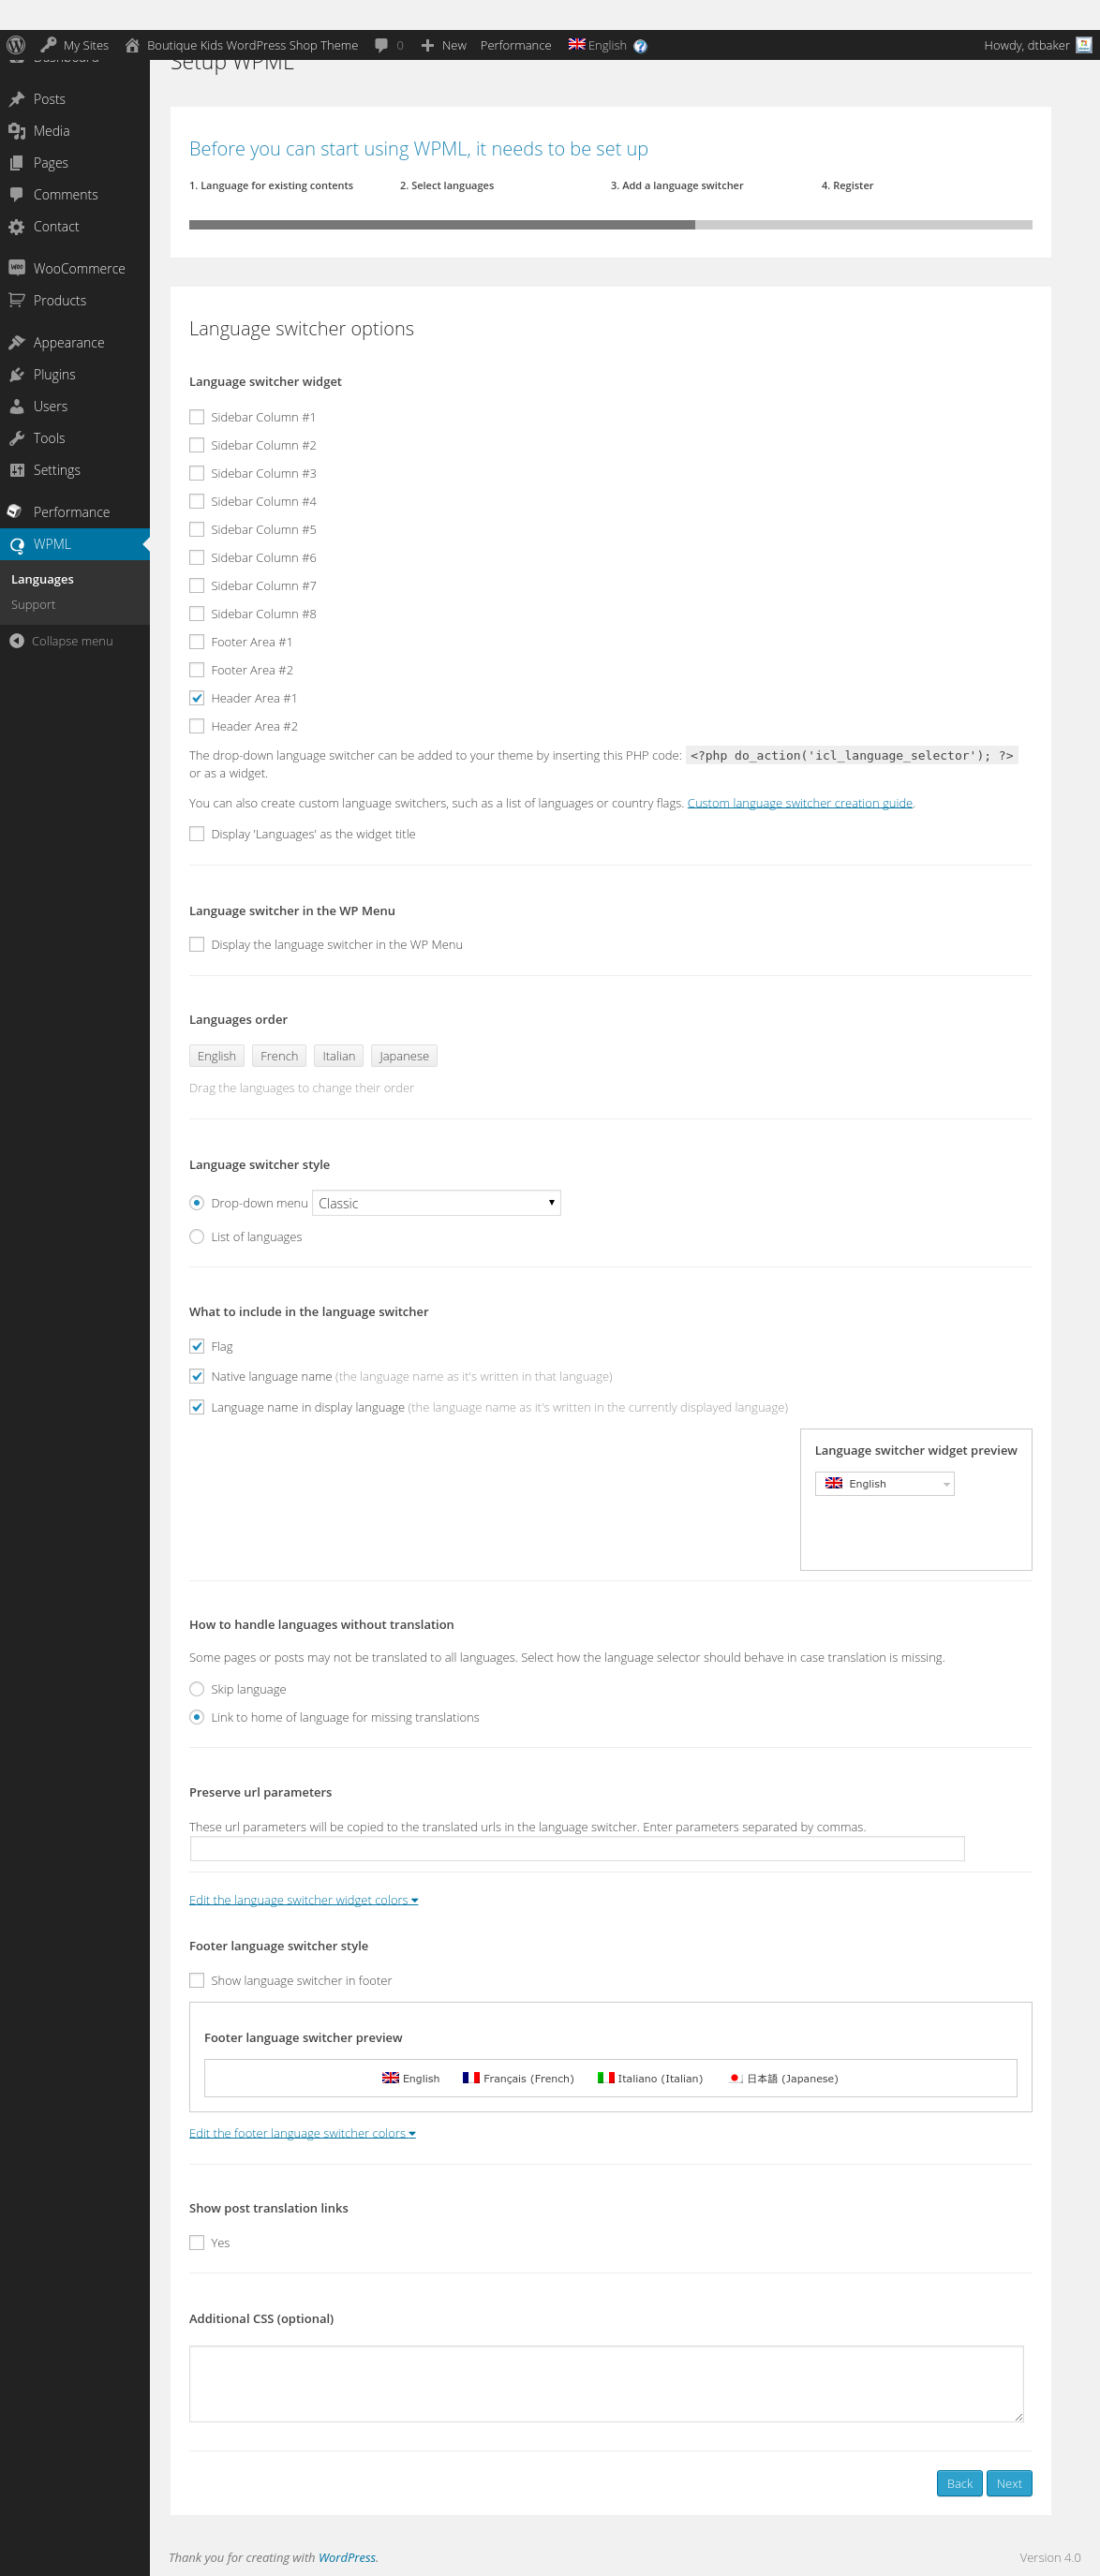 My Sites Boutique Kids WordPress Shop Theme 0 New Performance English Howdy, dtbaker
Dashboard
Setup WPML
Posts
Media
Pages
Comments
Contact
WooCommerce
Products
Appearance
Plugins
Users
Tools
Settings
Performance
WPML
Languages
Support
Collapse menu
Before you can start using WPML, it needs to be set up
1. Language for existing contents 2. Select languages 3. Add a language switcher 4. Register
Language switcher options
Language switcher widget
Sidebar Column #1
Sidebar Column #2
Sidebar Column #3
Sidebar Column #4
Sidebar Column #5
Sidebar Column #6
Sidebar Column #7
Sidebar Column #8
Footer Area #1
Footer Area #2
Header Area #1
Header Area #2
The drop-down language switcher can be added to your theme by inserting this PHP code: <?php do_action('icl_language_selector'); ?>
or as a widget.
You can also create custom language switchers, such as a list of languages or country flags. Custom language switcher creation guide.
Display 'Languages' as the widget title
Language switcher in the WP Menu
Display the language switcher in the WP Menu
Languages order
English French Italian Japanese
Drag the languages to change their order
Language switcher style
Drop-down menu Classic
List of languages
What to include in the language switcher
Flag
Native language name (the language name as it's written in that language)
Language name in display language (the language name as it's written in the currently displayed language)
Language switcher widget preview
English
How to handle languages without translation
Some pages or posts may not be translated to all languages. Select how the language selector should behave in case translation is missing.
Skip language
Link to home of language for missing translations
Preserve url parameters
These url parameters will be copied to the translated urls in the language switcher. Enter parameters separated by commas.
Edit the language switcher widget colors
Footer language switcher style
Show language switcher in footer
Footer language switcher preview
English Français (French) Italiano (Italian) 日本語 (Japanese)
Edit the footer language switcher colors
Show post translation links
Yes
Additional CSS (optional)
Back Next
Thank you for creating with WordPress. Version 4.0